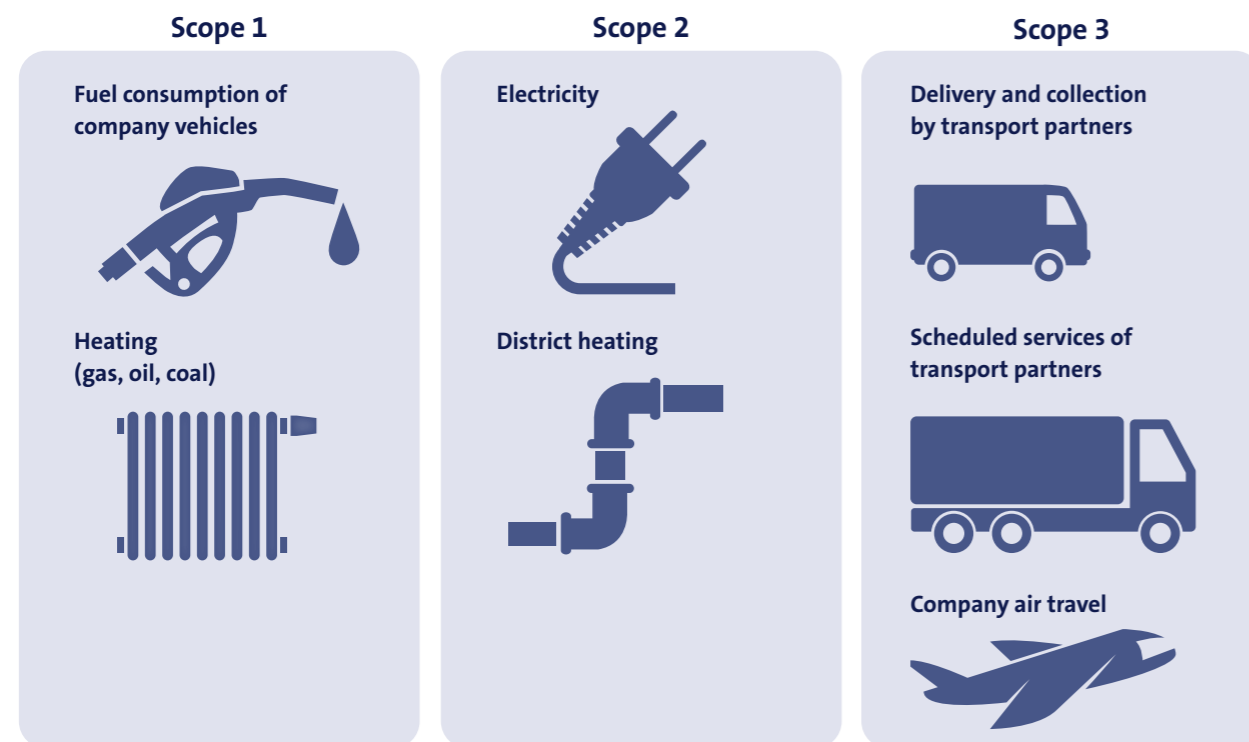 Scope 1
Fuel consumption of
company vehicles
Heating
(gas, oil, coal)
Scope 2
Electricity
District heating
Scope 3
Delivery and collection
by transport partners
Scheduled services of
transport partners
Company air travel